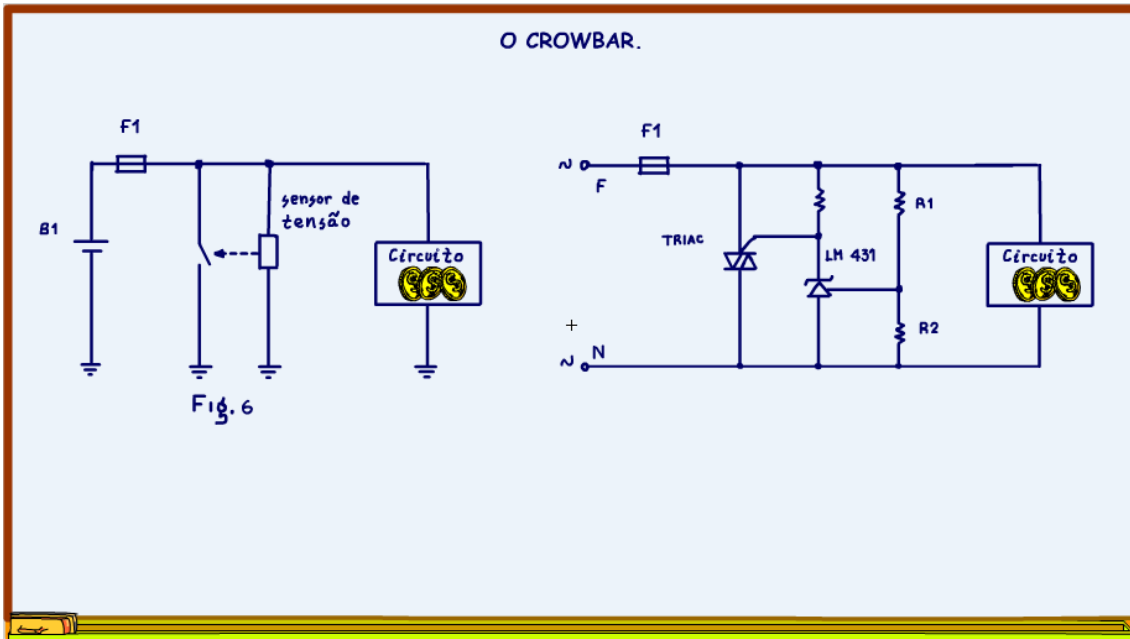 O CROWBAR.
F1
B1
sensor de
tensão
Circuito
$ $ $
Fig. 6
F1
~
F
TRIAC
LM 431
R1
R2
Circuito
$ $ $
~ N